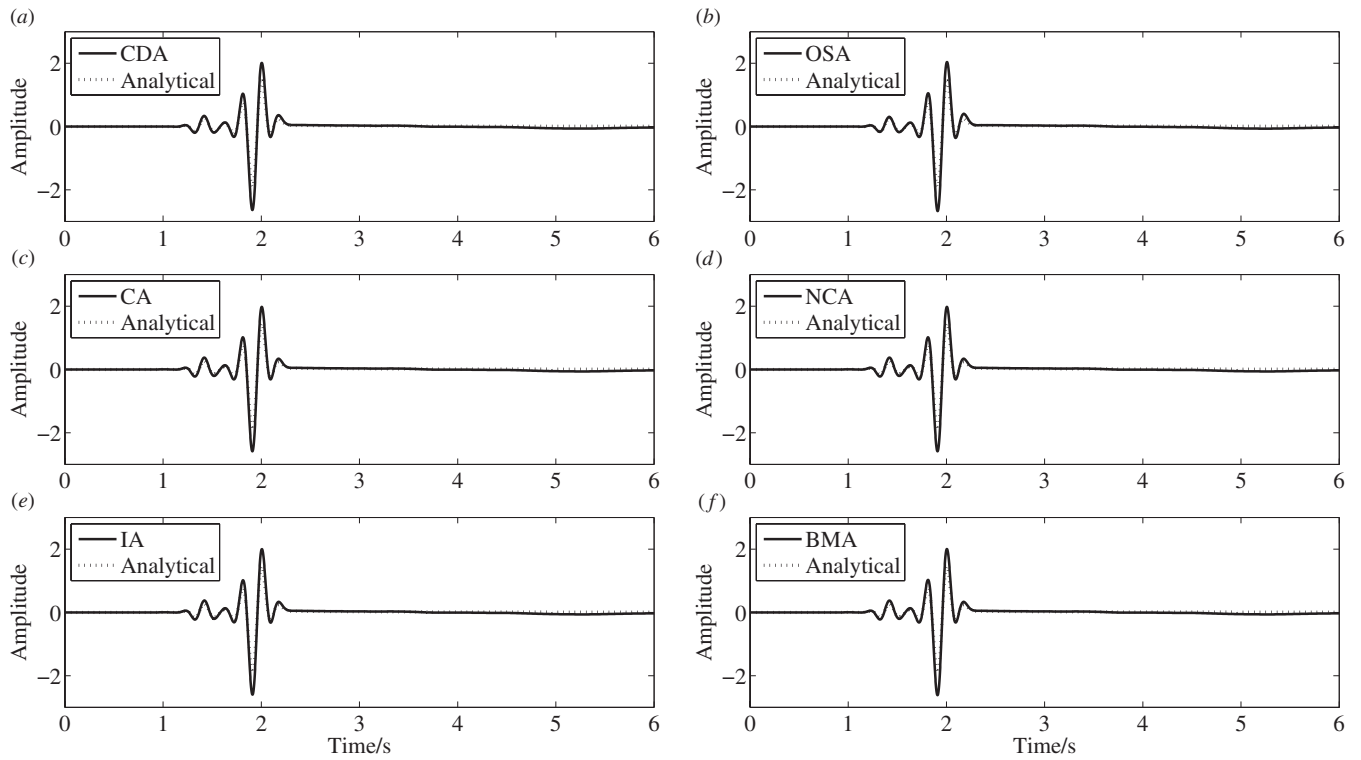 (a)
CDA
Analytical
Amplitude
2
0
−2
0 1 2 3 4 5 6
(b)
OSA
Analytical
Amplitude
2
0
−2
0 1 2 3 4 5 6
(c)
CA
Analytical
Amplitude
2
0
−2
0 1 2 3 4 5 6
(d)
NCA
Analytical
Amplitude
2
0
−2
0 1 2 3 4 5 6
(e)
IA
Analytical
Amplitude
2
0
−2
0 1 2 3 4 5 6
Time/s
(f)
BMA
Analytical
Amplitude
2
0
−2
0 1 2 3 4 5 6
Time/s